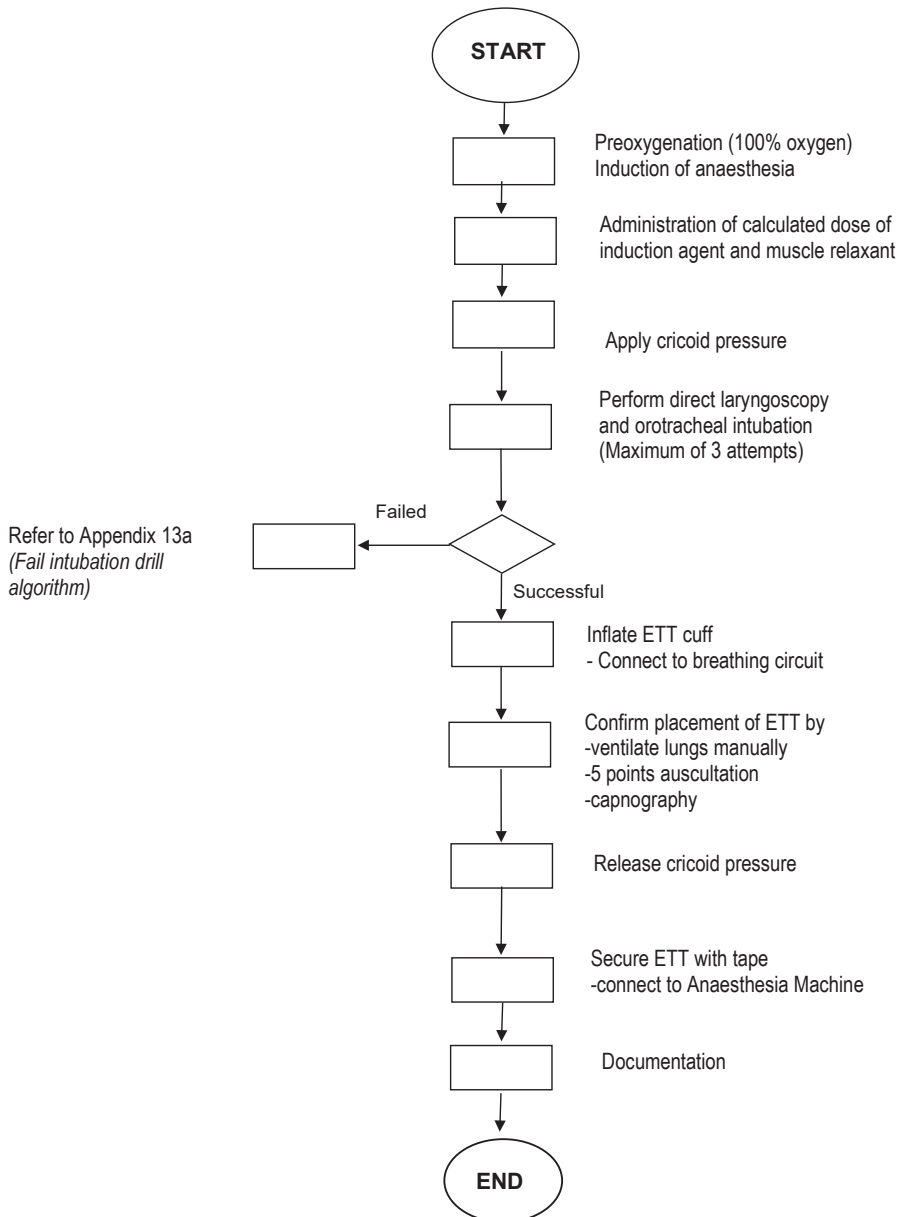 START
Preoxygenation (100% oxygen)
Induction of anaesthesia
Administration of calculated dose of
induction agent and muscle relaxant
Apply cricoid pressure
Perform direct laryngoscopy
and orotracheal intubation
(Maximum of 3 attempts)
Failed
Refer to Appendix 13a
(Fail intubation drill
algorithm)
Successful
Inflate ETT cuff
- Connect to breathing circuit
Confirm placement of ETT by
-ventilate lungs manually
-5 points auscultation
-capnography
Release cricoid pressure
Secure ETT with tape
-connect to Anaesthesia Machine
Documentation
END